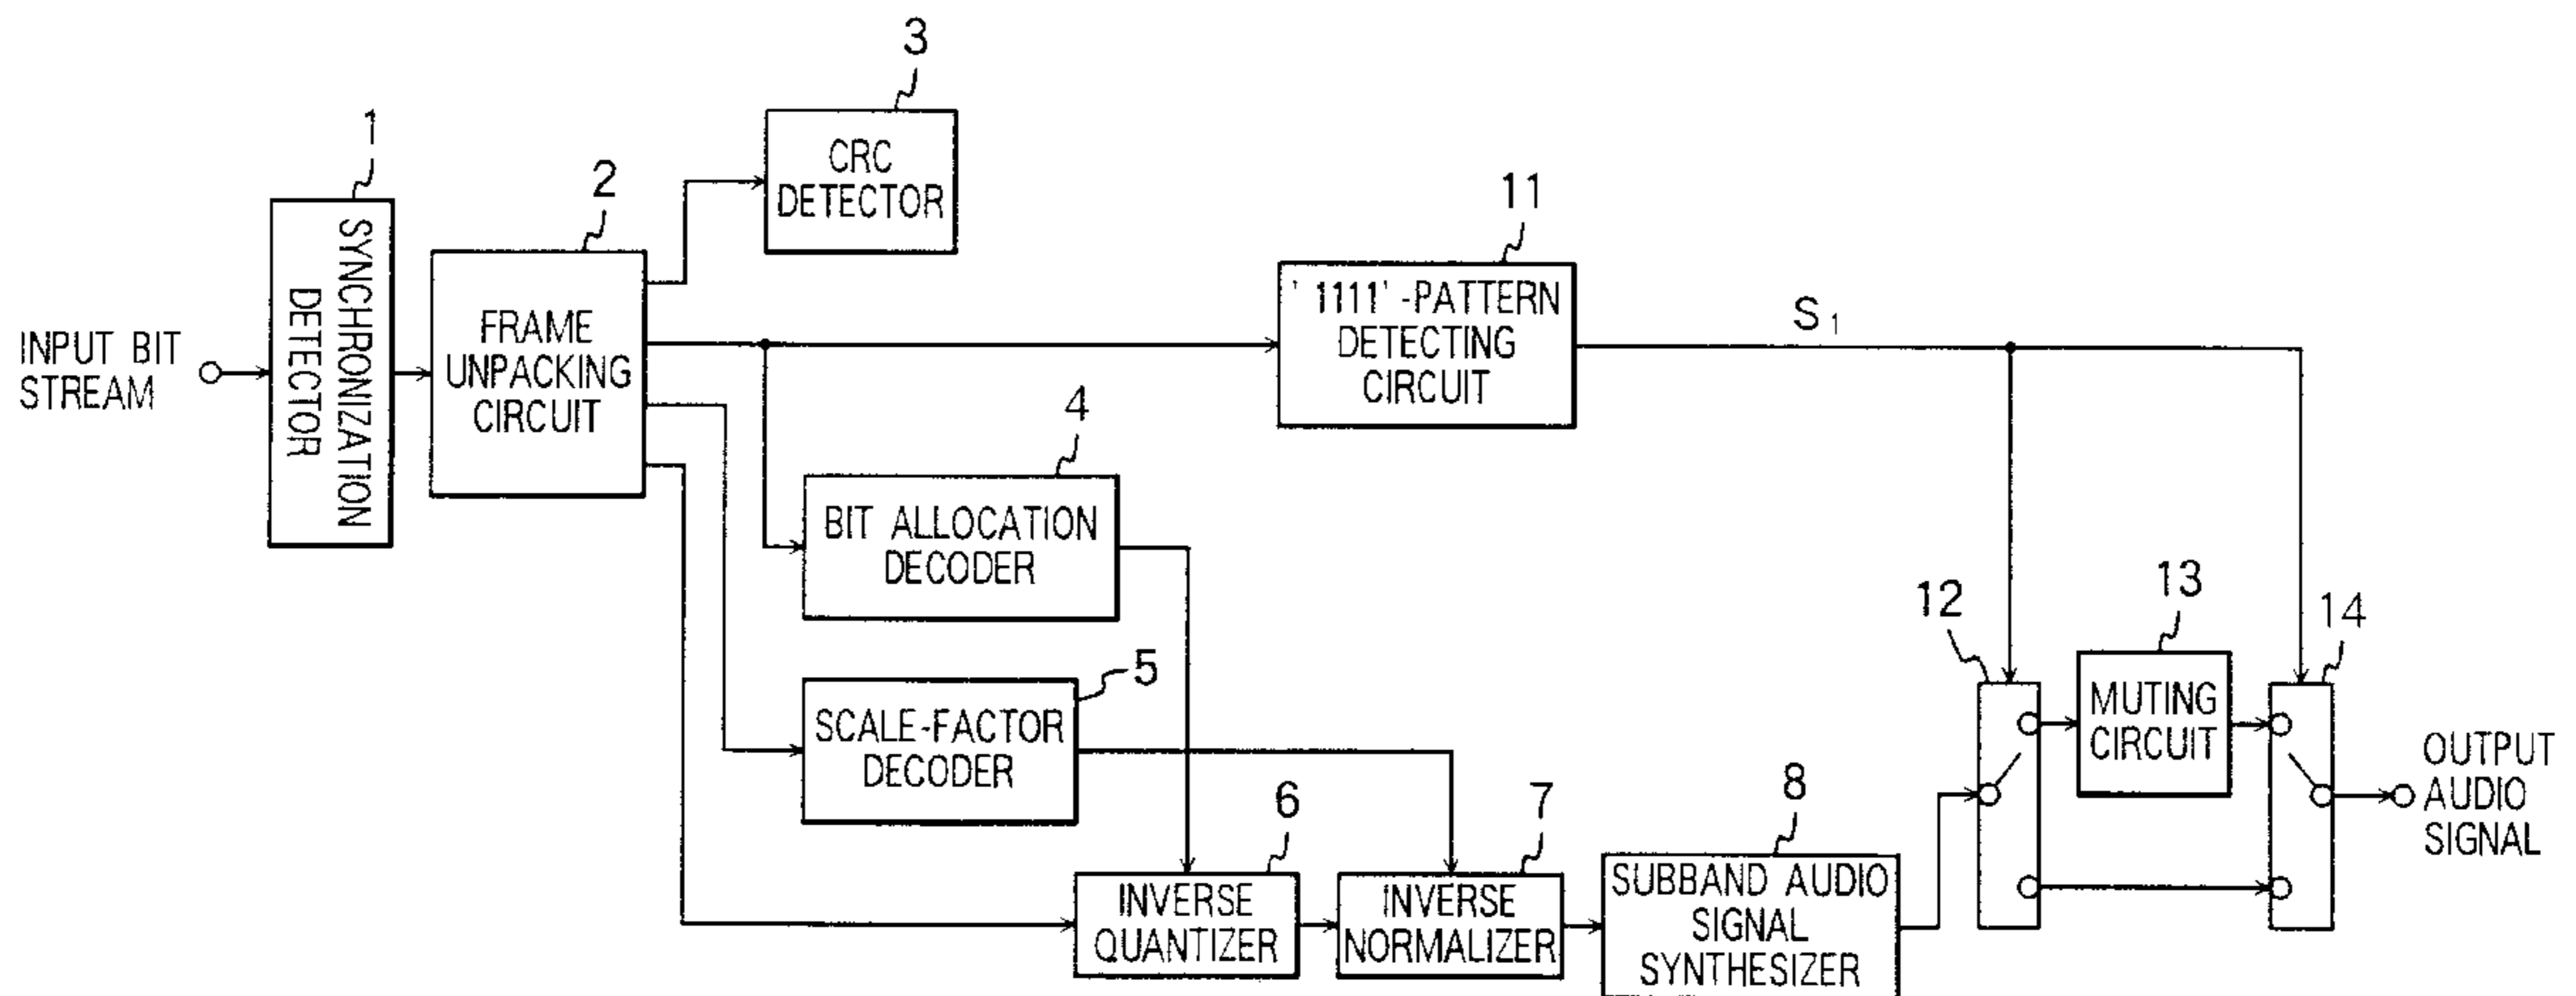 3
CRC
DETECTOR
1
SYNCHRONIZATION
DETECTOR
2
FRAME
UNPACKING
CIRCUIT
INPUT BIT
STREAM
11
'1111'-PATTERN
DETECTING
CIRCUIT
S1
4
BIT ALLOCATION
DECODER
5
SCALE-FACTOR
DECODER
6
INVERSE
QUANTIZER
7
INVERSE
NORMALIZER
8
SUBBAND AUDIO
SIGNAL
SYNTHESIZER
12
13
MUTING
CIRCUIT
14
OUTPUT
AUDIO
SIGNAL